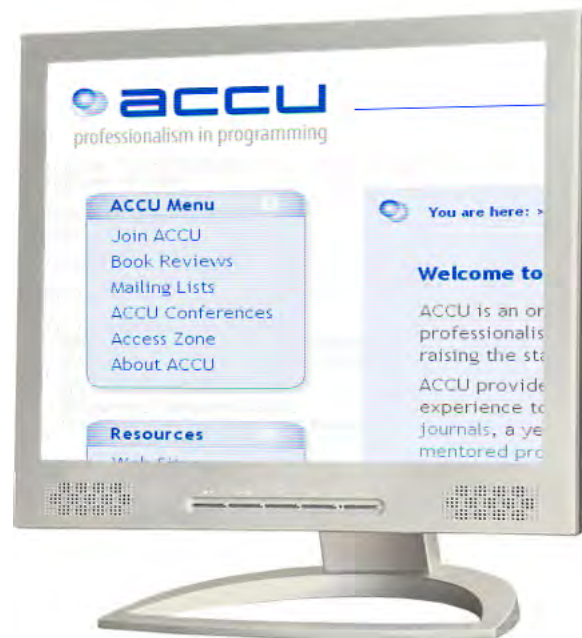 accu
professionalism in programming
ACCU Menu
Join ACCU
Book Reviews
Mailing Lists
ACCU Conferences
Access Zone
About ACCU
Resources
You are here: >
Welcome to
ACCU is an or
professionalis
raising the sta
ACCU provide
experience to
journals, a ye
mentored pro